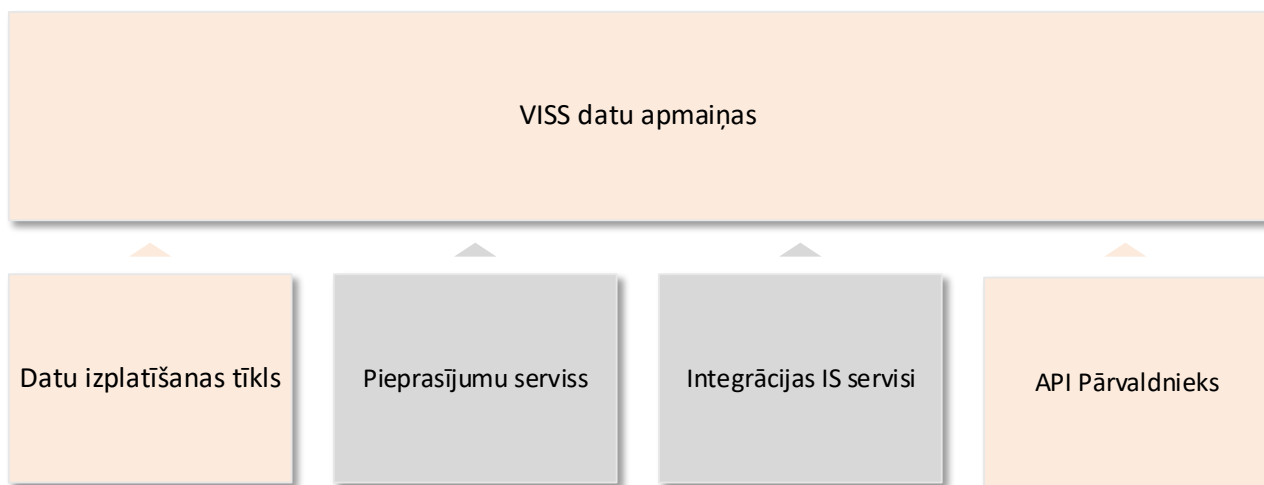 VISS datu apmaiņas
Datu izplatīšanas tīkls
Pieprasījumu serviss
Integrācijas IS servisi
API Pārvaldnieks